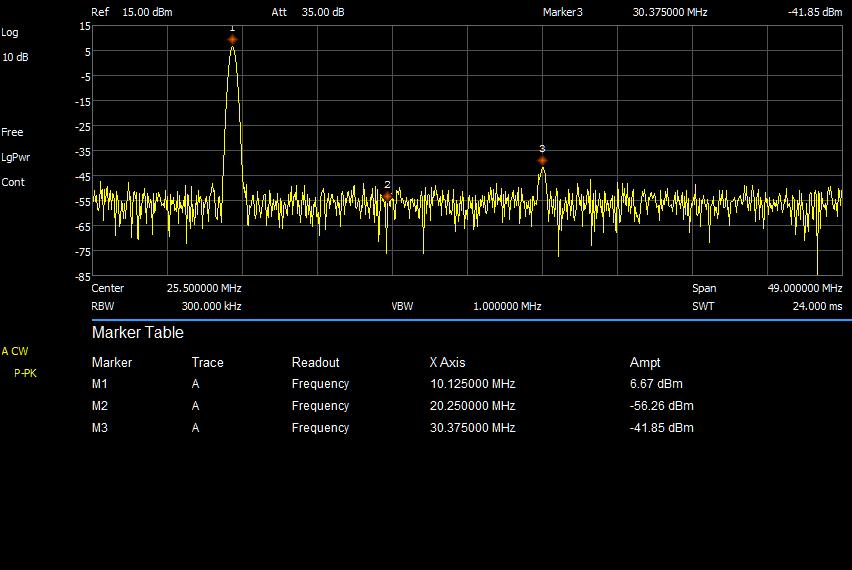 Ref 15.00 dBm Att 35.00 dB Marker3 30.375000 MHz -41.85 dBm
Log
10 dB
Free
LgPwr
Cont
15
5
-5
-15
-25
-35
-45
-55
-65
-75
-85
1
2
3
Center 25.500000 MHz Span 49.000000 MHz
RBW 300.000 kHz VBW 1.000000 MHz SWT 24.000 ms
Marker Table
A CW
P-PK
Marker Trace Readout X Axis Ampt
M1 A Frequency 10.125000 MHz 6.67 dBm
M2 A Frequency 20.250000 MHz -56.26 dBm
M3 A Frequency 30.375000 MHz -41.85 dBm